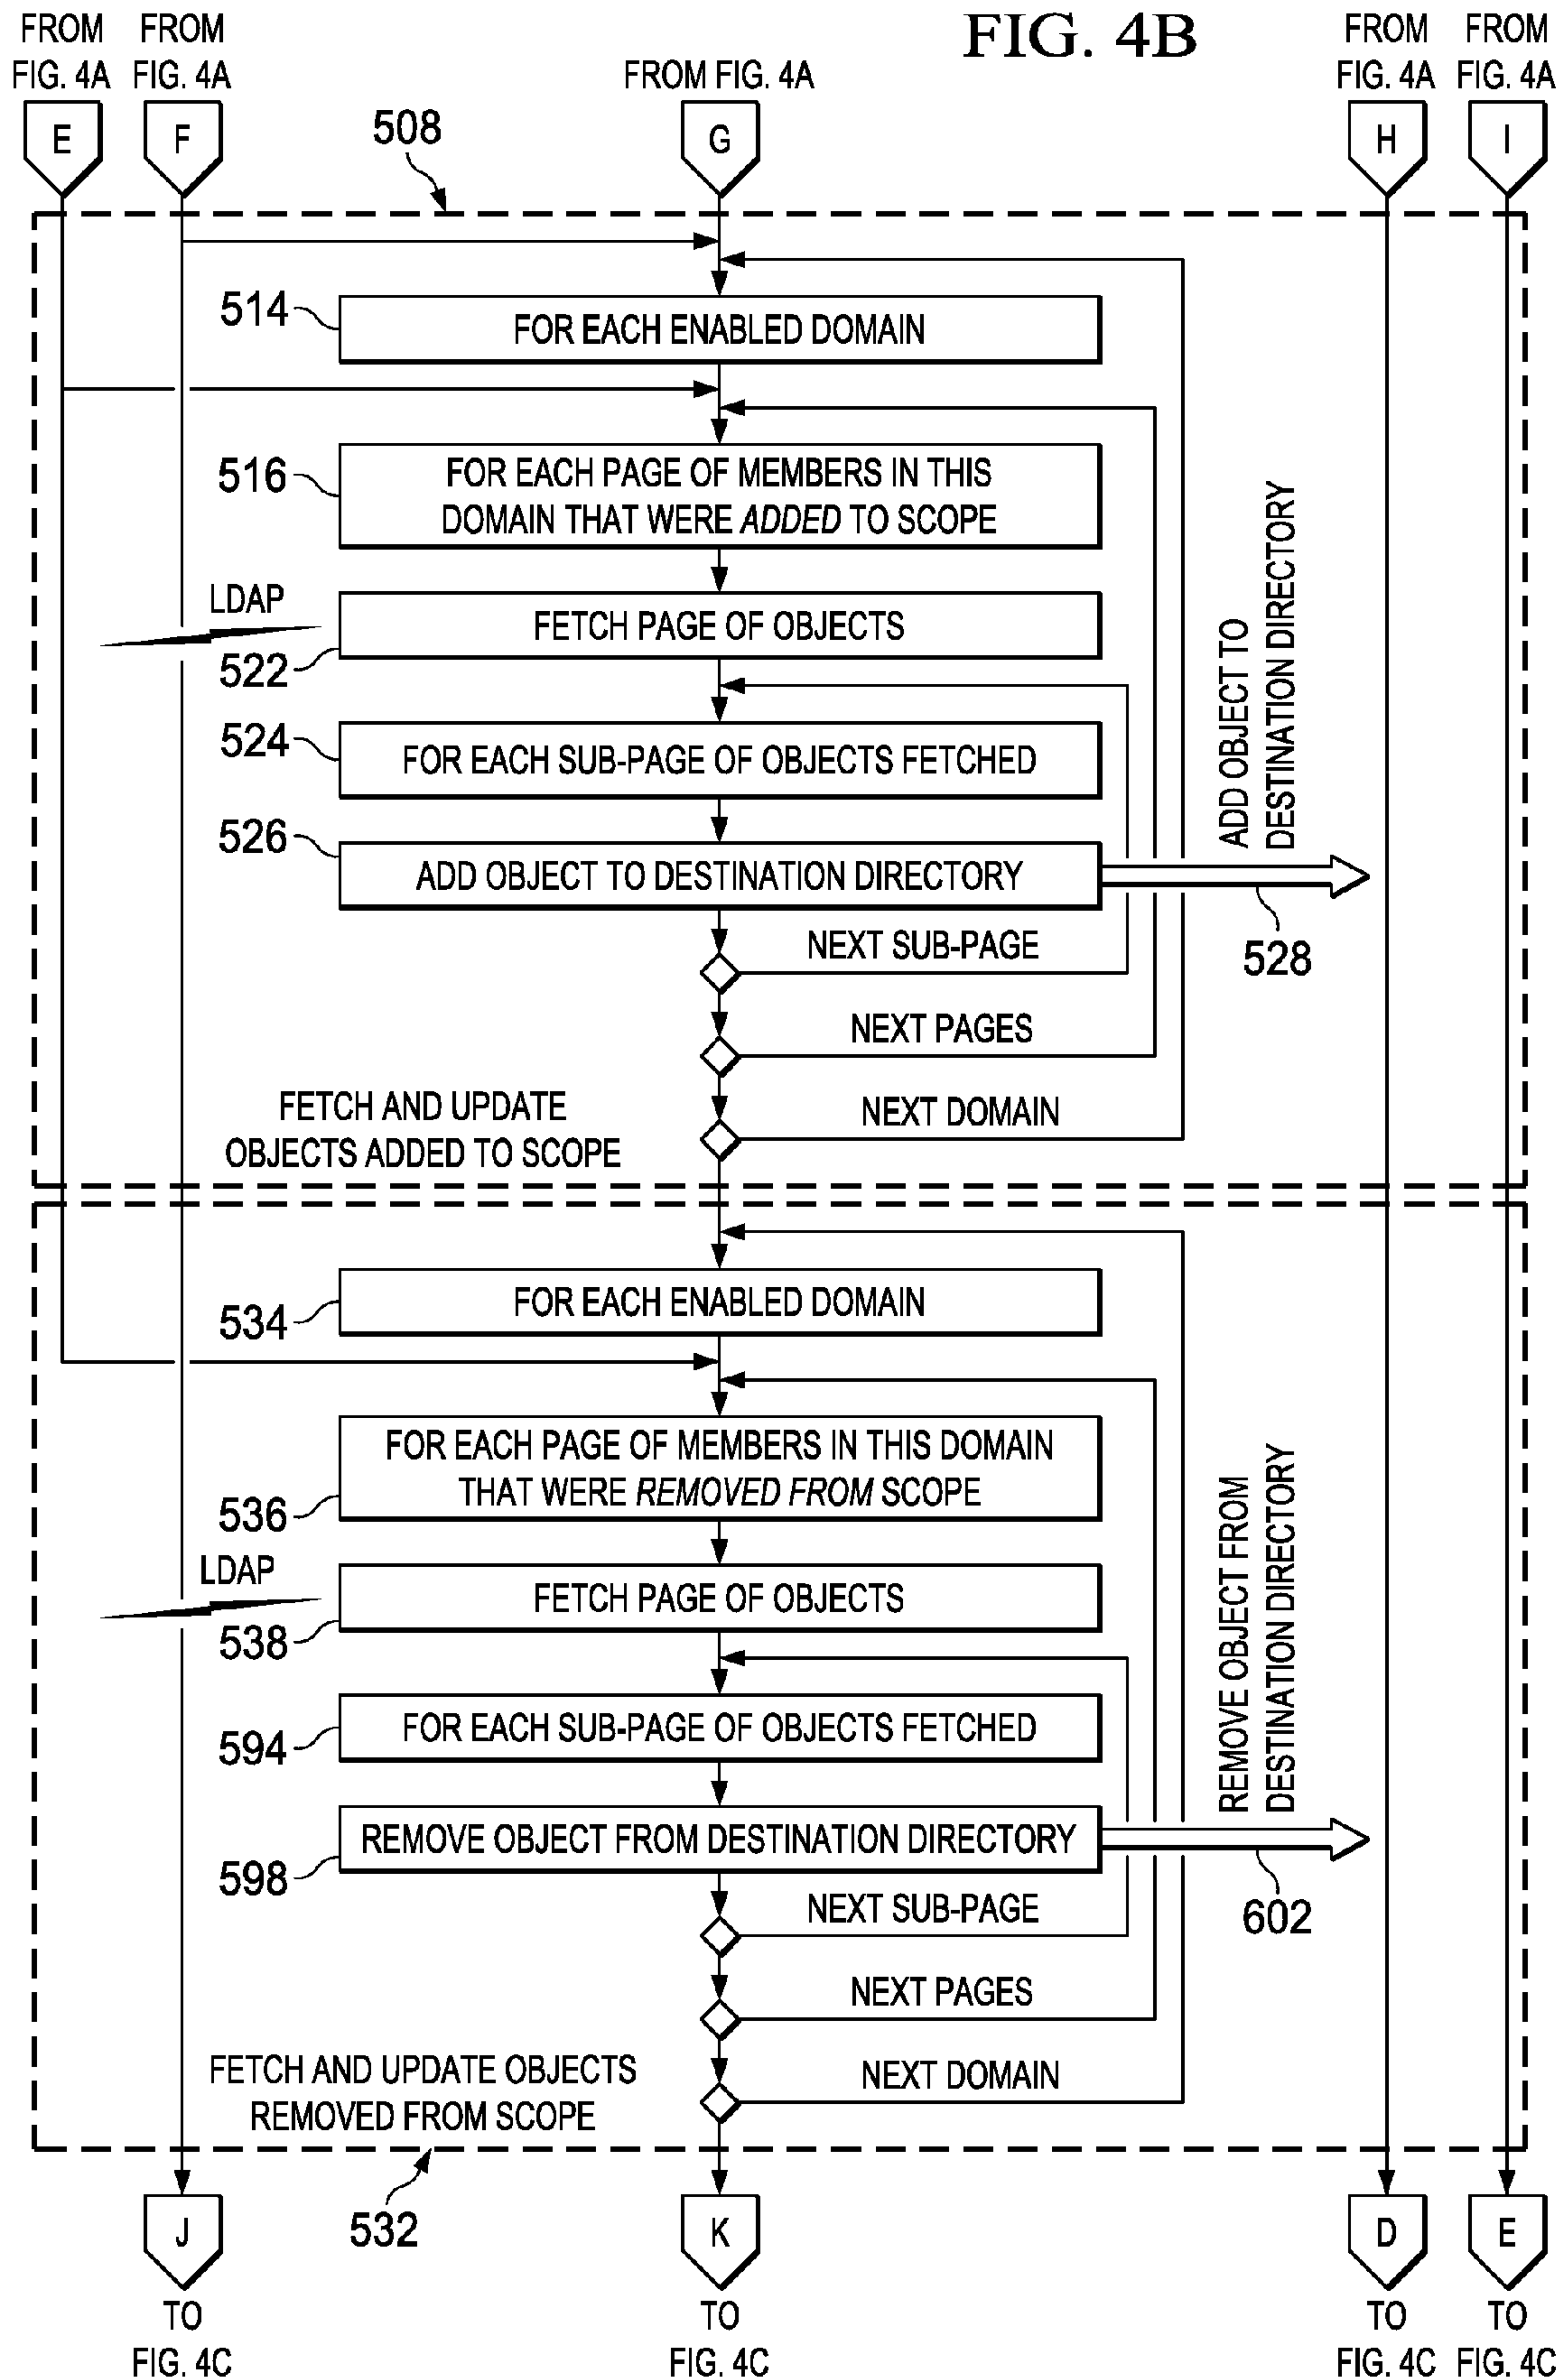 FIG. 4B
FROM
FIG. 4A
E
FROM
FIG. 4A
F
FROM FIG. 4A
G
FROM
FIG. 4A
H
FROM
FIG. 4A
I
508
514
FOR EACH ENABLED DOMAIN
516
FOR EACH PAGE OF MEMBERS IN THIS
DOMAIN THAT WERE ADDED TO SCOPE
LDAP
522
FETCH PAGE OF OBJECTS
524
FOR EACH SUB-PAGE OF OBJECTS FETCHED
526
ADD OBJECT TO DESTINATION DIRECTORY
ADD OBJECT TO
DESTINATION DIRECTORY
528
NEXT SUB-PAGE
NEXT PAGES
NEXT DOMAIN
FETCH AND UPDATE
OBJECTS ADDED TO SCOPE
534
FOR EACH ENABLED DOMAIN
536
FOR EACH PAGE OF MEMBERS IN THIS DOMAIN
THAT WERE REMOVED FROM SCOPE
LDAP
538
FETCH PAGE OF OBJECTS
594
FOR EACH SUB-PAGE OF OBJECTS FETCHED
598
REMOVE OBJECT FROM DESTINATION DIRECTORY
REMOVE OBJECT FROM
DESTINATION DIRECTORY
602
NEXT SUB-PAGE
NEXT PAGES
NEXT DOMAIN
FETCH AND UPDATE OBJECTS
REMOVED FROM SCOPE
532
J
TO
FIG. 4C
K
TO
FIG. 4C
D
TO
FIG. 4C
E
TO
FIG. 4C